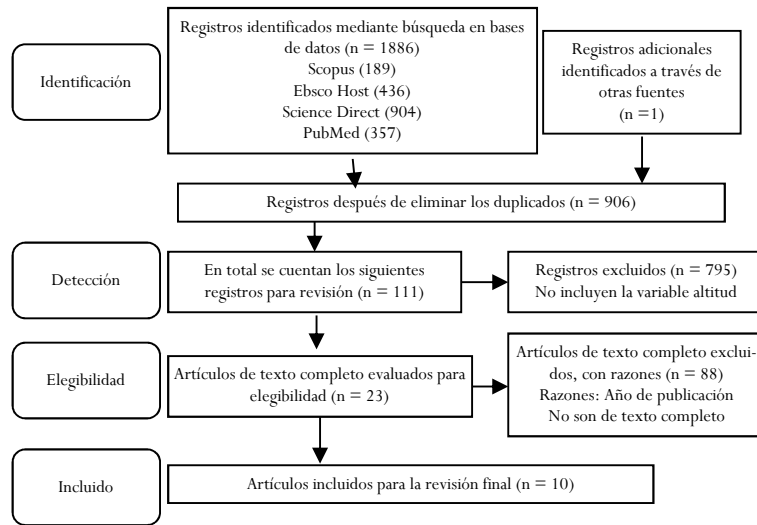 Identificación
Registros identificados mediante búsqueda en bases
de datos (n = 1886)
Scopus (189)
Ebsco Host (436)
Science Direct (904)
PubMed (357)
Registros adicionales
identificados a través de
otras fuentes
(n =1)
Registros después de eliminar los duplicados (n = 906)
Detección
En total se cuentan los siguientes
registros para revisión (n = 111)
Registros excluidos (n = 795)
No incluyen la variable altitud
Elegibilidad
Artículos de texto completo evaluados para
elegibilidad (n = 23)
Artículos de texto completo exclui-
dos, con razones (n = 88)
Razones: Año de publicación
No son de texto completo
Incluido
Artículos incluidos para la revisión final (n = 10)